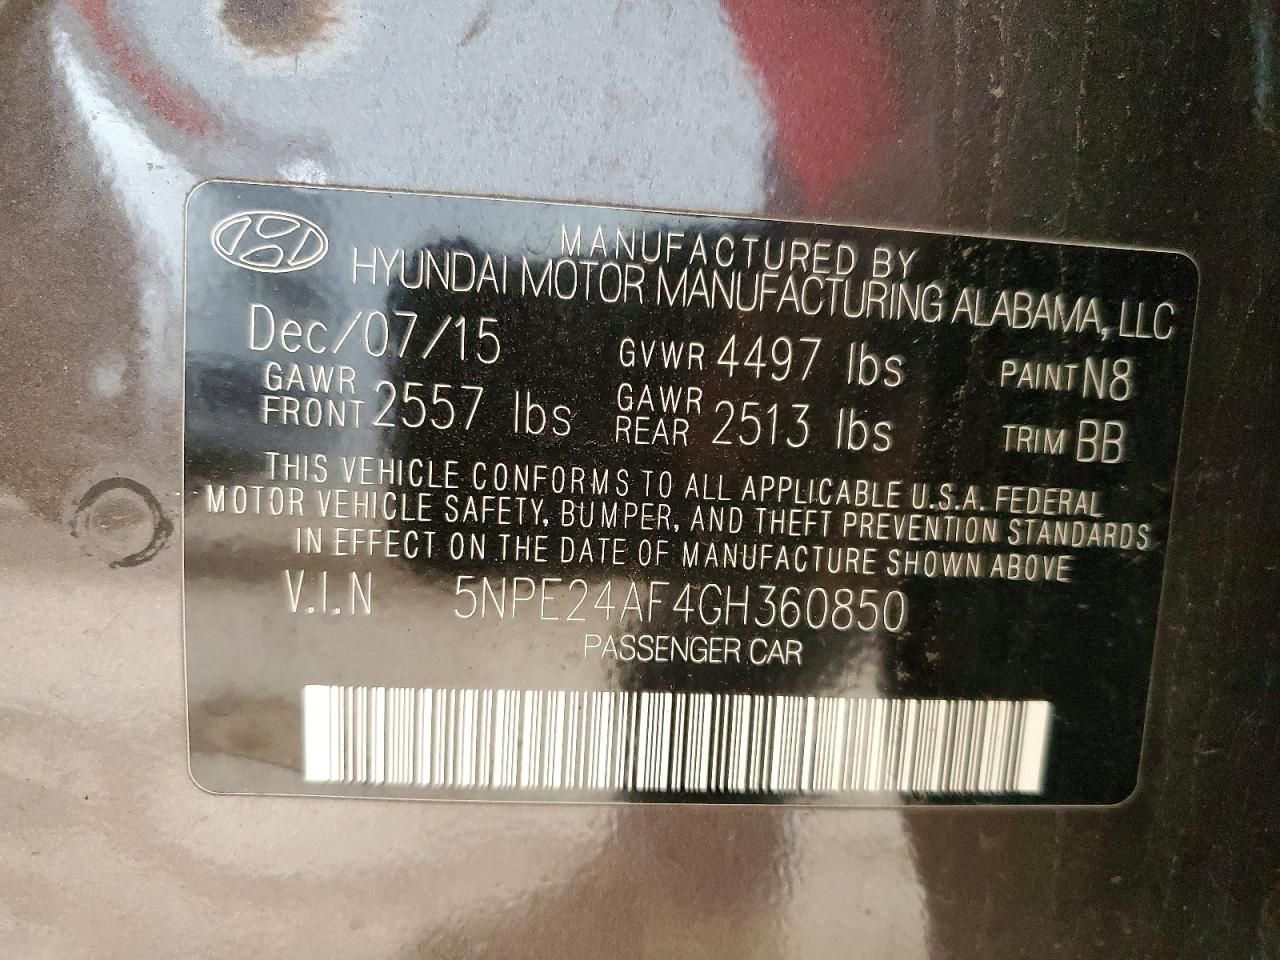 MANUFACTURED BY
HYUNDAI MOTOR MANUFACTURING ALABAMA, LLC
Dec/07/15 GVWR 4497 lbs PAINT N8
GAWR FRONT 2557 lbs GAWR REAR 2513 lbs TRIM BB
THIS VEHICLE CONFORMS TO ALL APPLICABLE U.S.A. FEDERAL
MOTOR VEHICLE SAFETY, BUMPER, AND THEFT PREVENTION STANDARDS
IN EFFECT ON THE DATE OF MANUFACTURE SHOWN ABOVE
V.I.N 5NPE24AF4GH360850
PASSENGER CAR